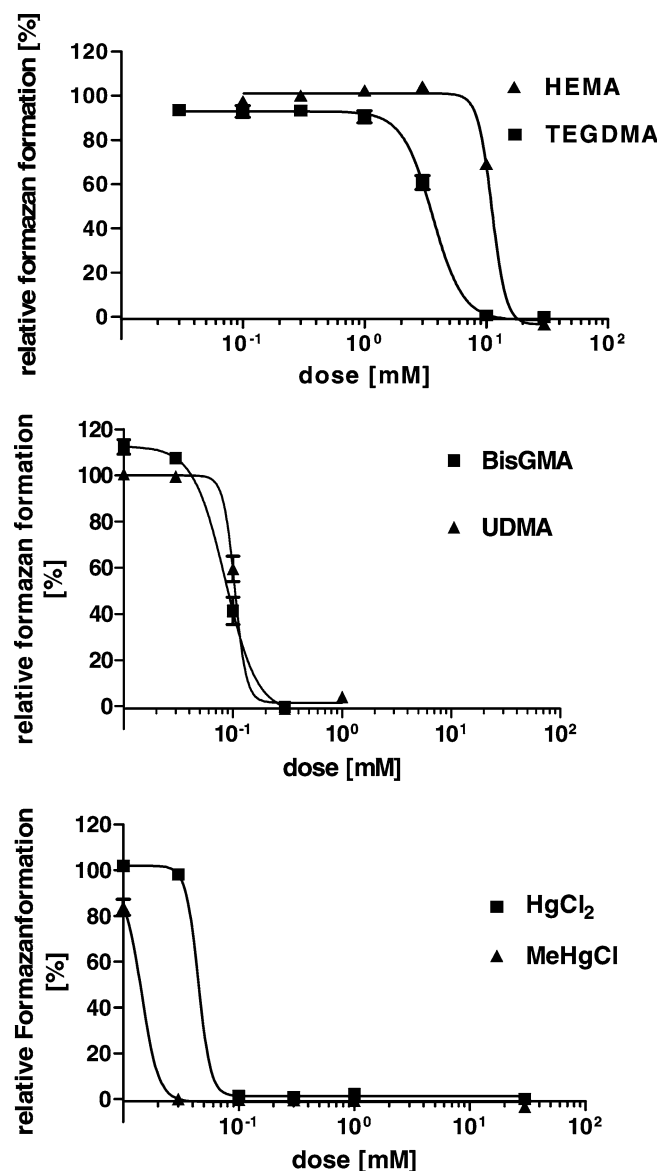 relative formazan formation [%]
120
100
80
60
40
20
0
HEMA
TEGDMA
10⁻¹ 10⁰ 10¹ 10²
dose [mM]
relative formazan formation
[%]
120
100
80
60
40
20
0
BisGMA
UDMA
10⁻¹ 10⁰ 10¹ 10²
dose [mM]
relative Formazanformation
[%]
120
100
80
60
40
20
0
HgCl₂
MeHgCl
10⁻¹ 10⁰ 10¹ 10²
dose [mM]